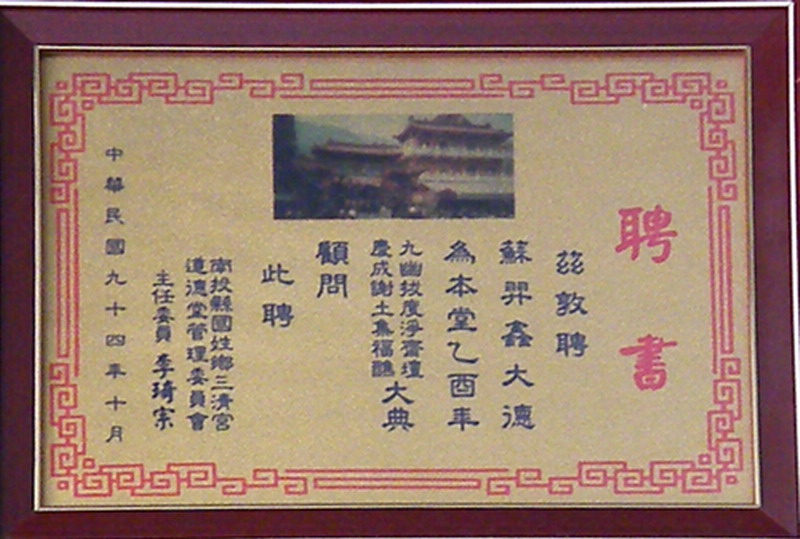 聘書
茲敦聘
蘇羿鑫大德
為本堂乙酉年
九幽拔度淨齋壇
慶成謝土集福醮
大典
顧問
此聘
南投縣國姓鄉三清宮
道德堂管理委員會
主任委員 李琦宗
中華民國九十四年十月